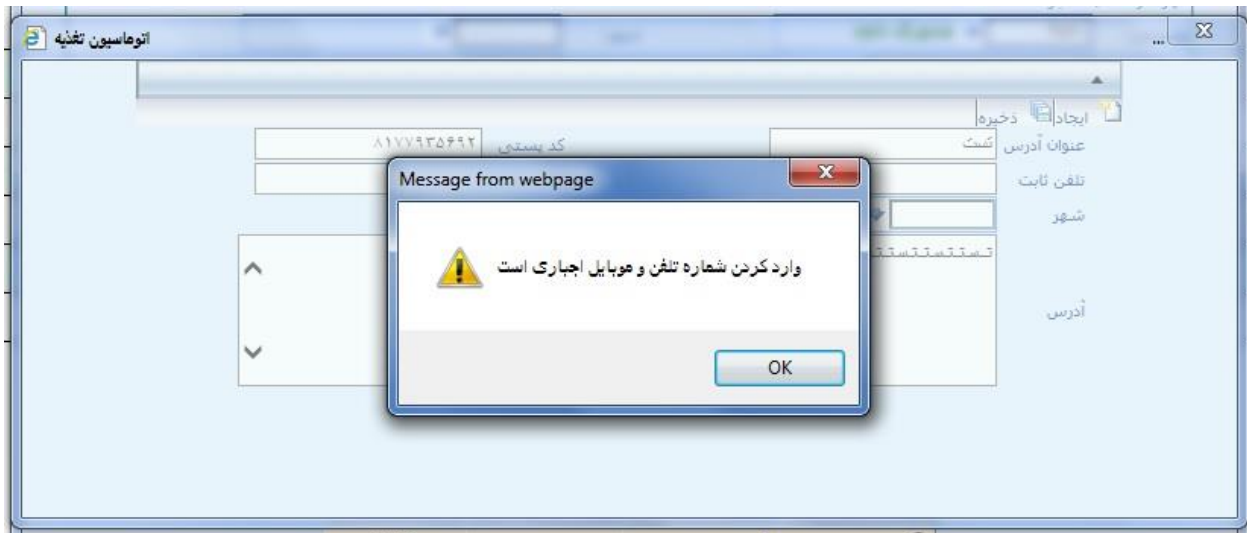 اتوماسیون تغذیه
...
ایجاد ذخیره
عنوان آدرس تست کد پستی ۸۱۷۷۹۳۵۶۹۲
تلفن ثابت
شهر
آدرس
Message from webpage
وارد کردن شماره تلفن و موبایل اجباری است
OK